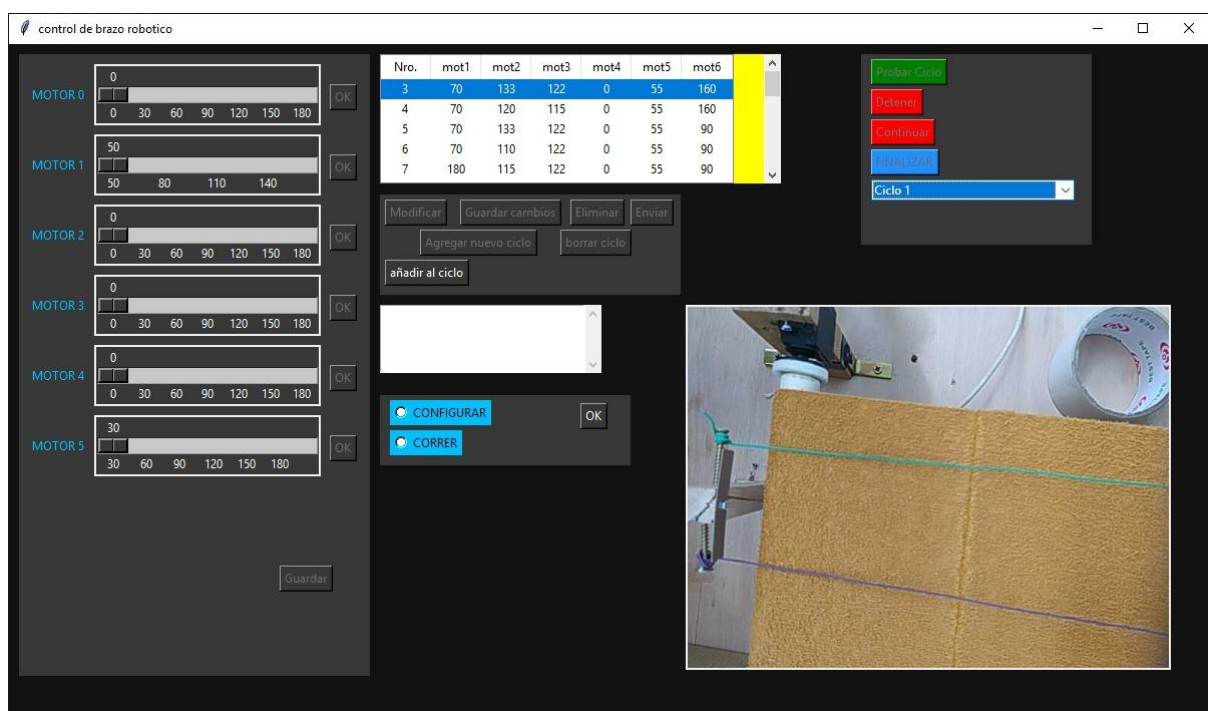 control de brazo robotico
MOTOR 0
0
0 30 60 90 120 150 180
OK
MOTOR 1
50
50 80 110 140
OK
MOTOR 2
0
0 30 60 90 120 150 180
OK
MOTOR 3
0
0 30 60 90 120 150 180
OK
MOTOR 4
0
0 30 60 90 120 150 180
OK
MOTOR 5
30
30 60 90 120 150 180
OK
Guardar
Nro. mot1 mot2 mot3 mot4 mot5 mot6
3 70 133 122 0 55 160
4 70 120 115 0 55 160
5 70 133 122 0 55 90
6 70 110 122 0 55 90
7 180 115 122 0 55 90
Modificar Guardar cambios Eliminar Enviar
Agregar nuevo ciclo borrar ciclo
añadir al ciclo
CONFIGURAR
OK
CORRER
Probar Ciclo
Detener
Continuar
FINALIZAR
Ciclo 1
BEST TAPE